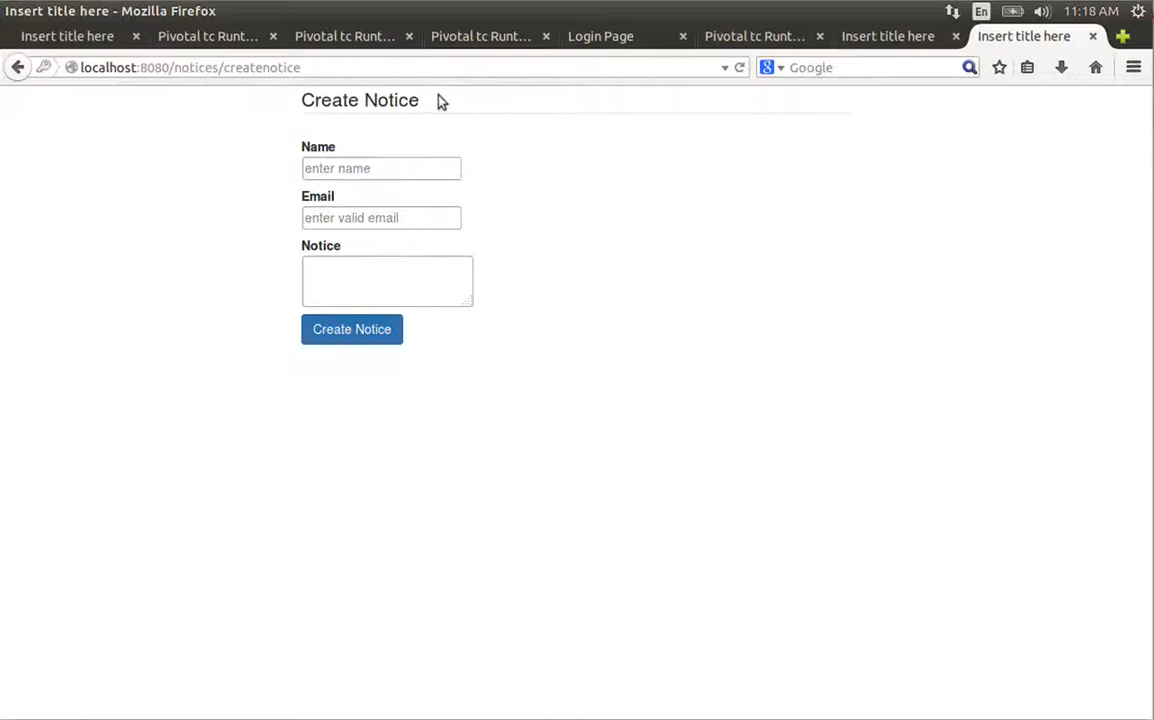 Insert title here - Mozilla Firefox
En
11:18 AM
Insert title here
Pivotal tc Runt...
Pivotal tc Runt...
Pivotal tc Runt...
Login Page
Pivotal tc Runt...
Insert title here
Insert title here
localhost:8080/notices/createnotice
8
Google
Create Notice
Name
enter name
Email
enter valid email
Notice
Create Notice